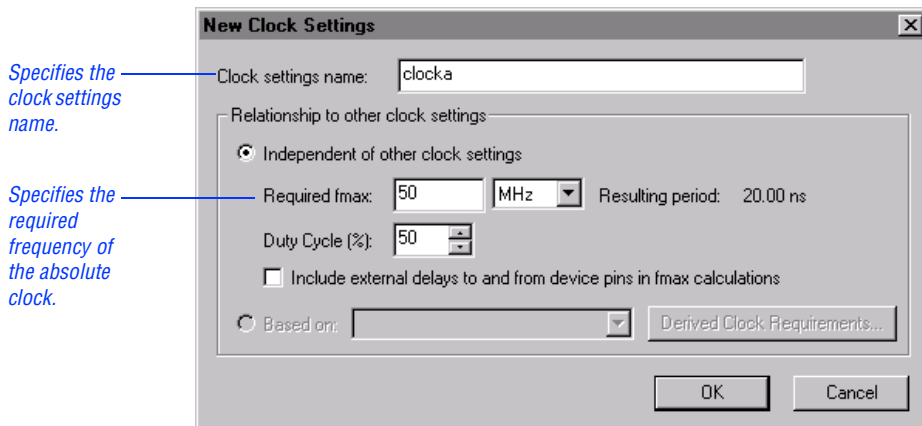 New Clock Settings
Specifies the
clock settings
name.
Clock settings name: clocka
Relationship to other clock settings
Independent of other clock settings
Specifies the
required
frequency of
the absolute
clock.
Required fmax: 50 MHz Resulting period: 20.00 ns
Duty Cycle (%): 50
Include external delays to and from device pins in fmax calculations
Based on: Derived Clock Requirements...
OK Cancel